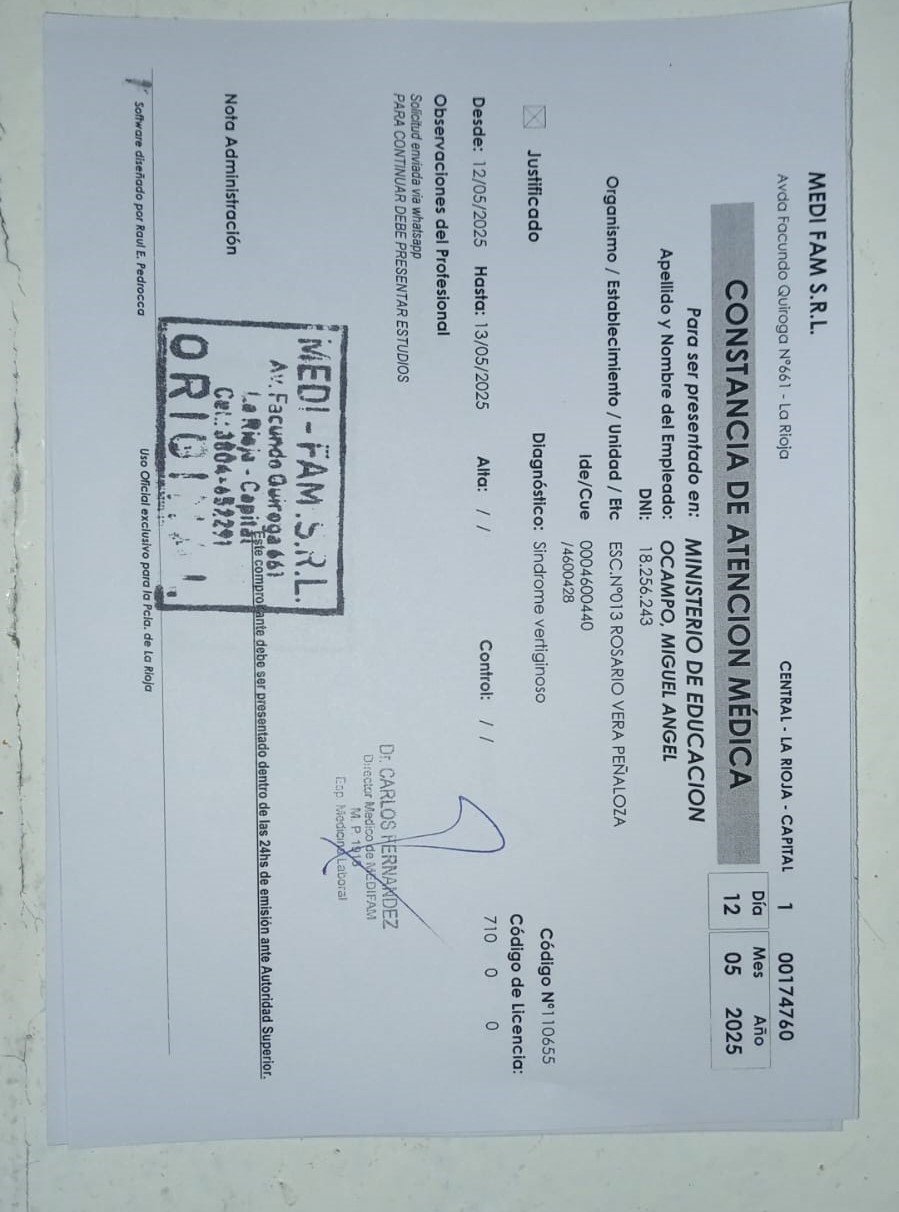 MEDI FAM S.R.L.
Avda Facundo Quiroga N°661 - La Rioja
CENTRAL - LA RIOJA - CAPITAL 1 00174760
CONSTANCIA DE ATENCION MÉDICA
Día Mes Año
12 05 2025
Para ser presentado en: MINISTERIO DE EDUCACION
Apellido y Nombre del Empleado: OCAMPO, MIGUEL ANGEL
DNI: 18.256.243
Organismo / Establecimiento / Unidad / Etc ESC.N°013 ROSARIO VERA PEÑALOZA
Ide/Cue 0004600440
/4600428
Justificado
Diagnóstico: Sindrome vertiginoso
Código N°110655
Código de Licencia:
Desde: 12/05/2025 Hasta: 13/05/2025 Alta: / / Control: / /
710 0 0
Observaciones del Profesional
Solicitud enviada via whatsapp
PARA CONTINUAR DEBE PRESENTAR ESTUDIOS
Dr. CARLOS HERNANDEZ
Director Medico de MEDIFAM
M. P.
Esp. Medicina Laboral
MEDI-FAM.S.R.L.
Av. Facundo Quiroga 661
La Rioja - Capital
Cel.:
Nota Administración
Este comprobante debe ser presentado dentro de las 24hs de emisión ante Autoridad Superior.
Software diseñado por Raul E. Pedrocca
Uso Oficial exclusivo para la Pcia. de La Rioja